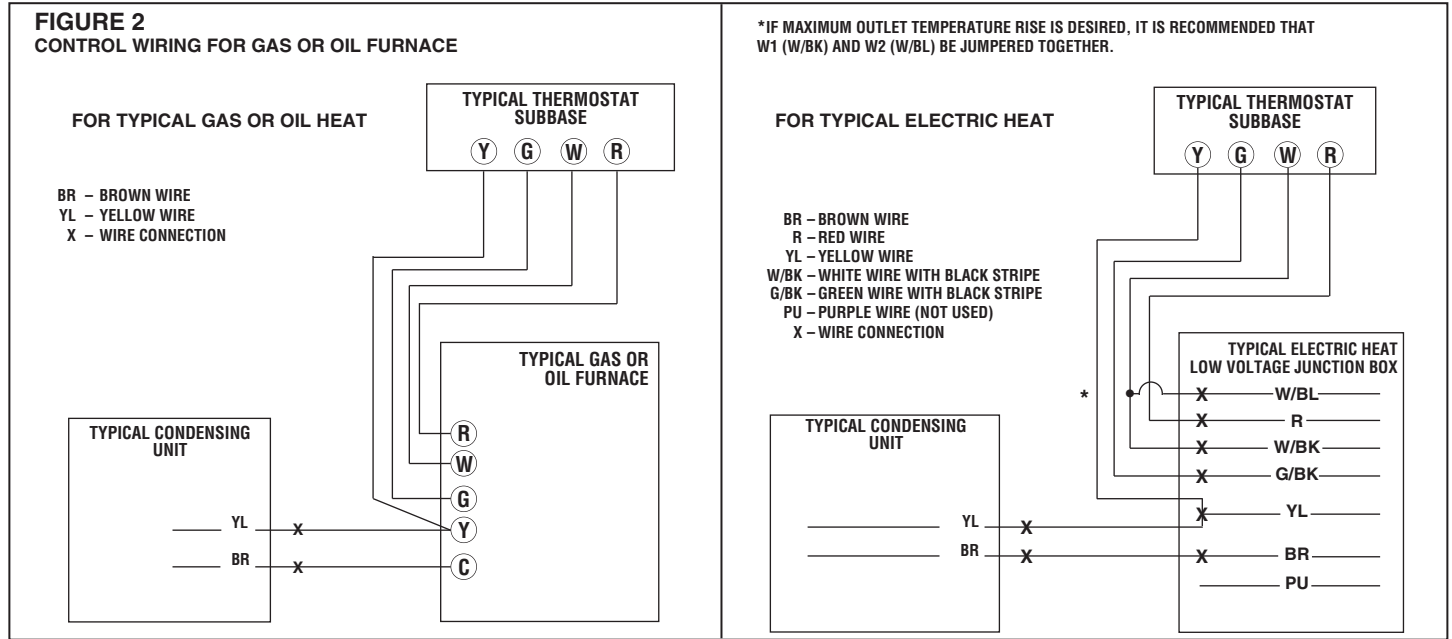 FIGURE 2
CONTROL WIRING FOR GAS OR OIL FURNACE
FOR TYPICAL GAS OR OIL HEAT
TYPICAL THERMOSTAT
SUBBASE
Y G W R
BR – BROWN WIRE
YL – YELLOW WIRE
X – WIRE CONNECTION
TYPICAL GAS OR
OIL FURNACE
R
W
G
Y
C
TYPICAL CONDENSING
UNIT
YL X
BR X
*IF MAXIMUM OUTLET TEMPERATURE RISE IS DESIRED, IT IS RECOMMENDED THAT
W1 (W/BK) AND W2 (W/BL) BE JUMPERED TOGETHER.
FOR TYPICAL ELECTRIC HEAT
TYPICAL THERMOSTAT
SUBBASE
Y G W R
BR – BROWN WIRE
R – RED WIRE
YL – YELLOW WIRE
W/BK – WHITE WIRE WITH BLACK STRIPE
G/BK – GREEN WIRE WITH BLACK STRIPE
PU – PURPLE WIRE (NOT USED)
X – WIRE CONNECTION
TYPICAL ELECTRIC HEAT
LOW VOLTAGE JUNCTION BOX
* X W/BL
X R
X W/BK
X G/BK
X YL
X BR
PU
TYPICAL CONDENSING
UNIT
YL X
BR X